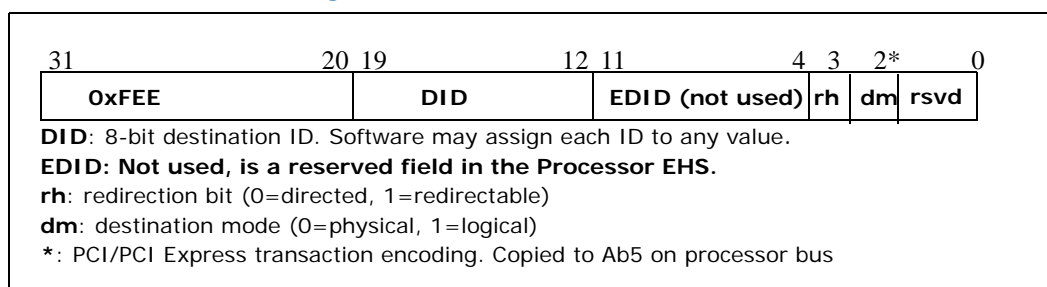 31 20 19 12 11 4 3 2* 0
0xFEE DID EDID (not used) rh dm rsvd
DID: 8-bit destination ID. Software may assign each ID to any value.
EDID: Not used, is a reserved field in the Processor EHS.
rh: redirection bit (0=directed, 1=redirectable)
dm: destination mode (0=physical, 1=logical)
*: PCI/PCI Express transaction encoding. Copied to Ab5 on processor bus